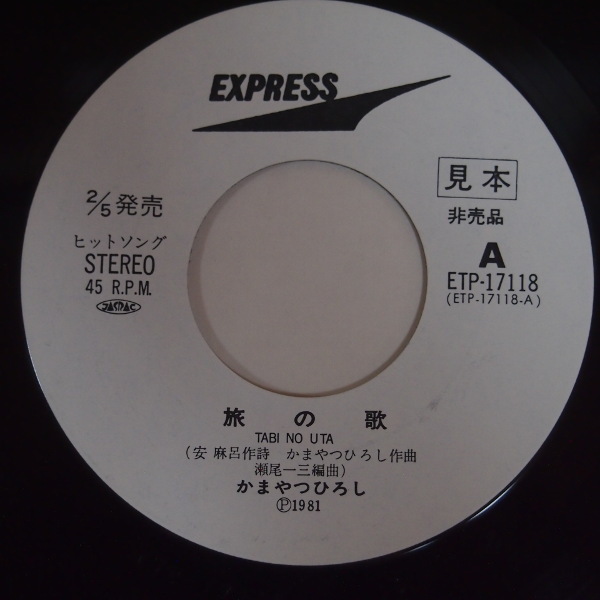 EXPRESS
見本
非売品
2/5発売
ヒットソング
STEREO
45 R.P.M.
JASRAC
A
ETP-17118
(ETP-17118-A)
旅の歌
TABI NO UTA
(安 麻呂作詩 かまやつひろし作曲
瀬尾一三編曲)
かまやつひろし
Ⓟ1981